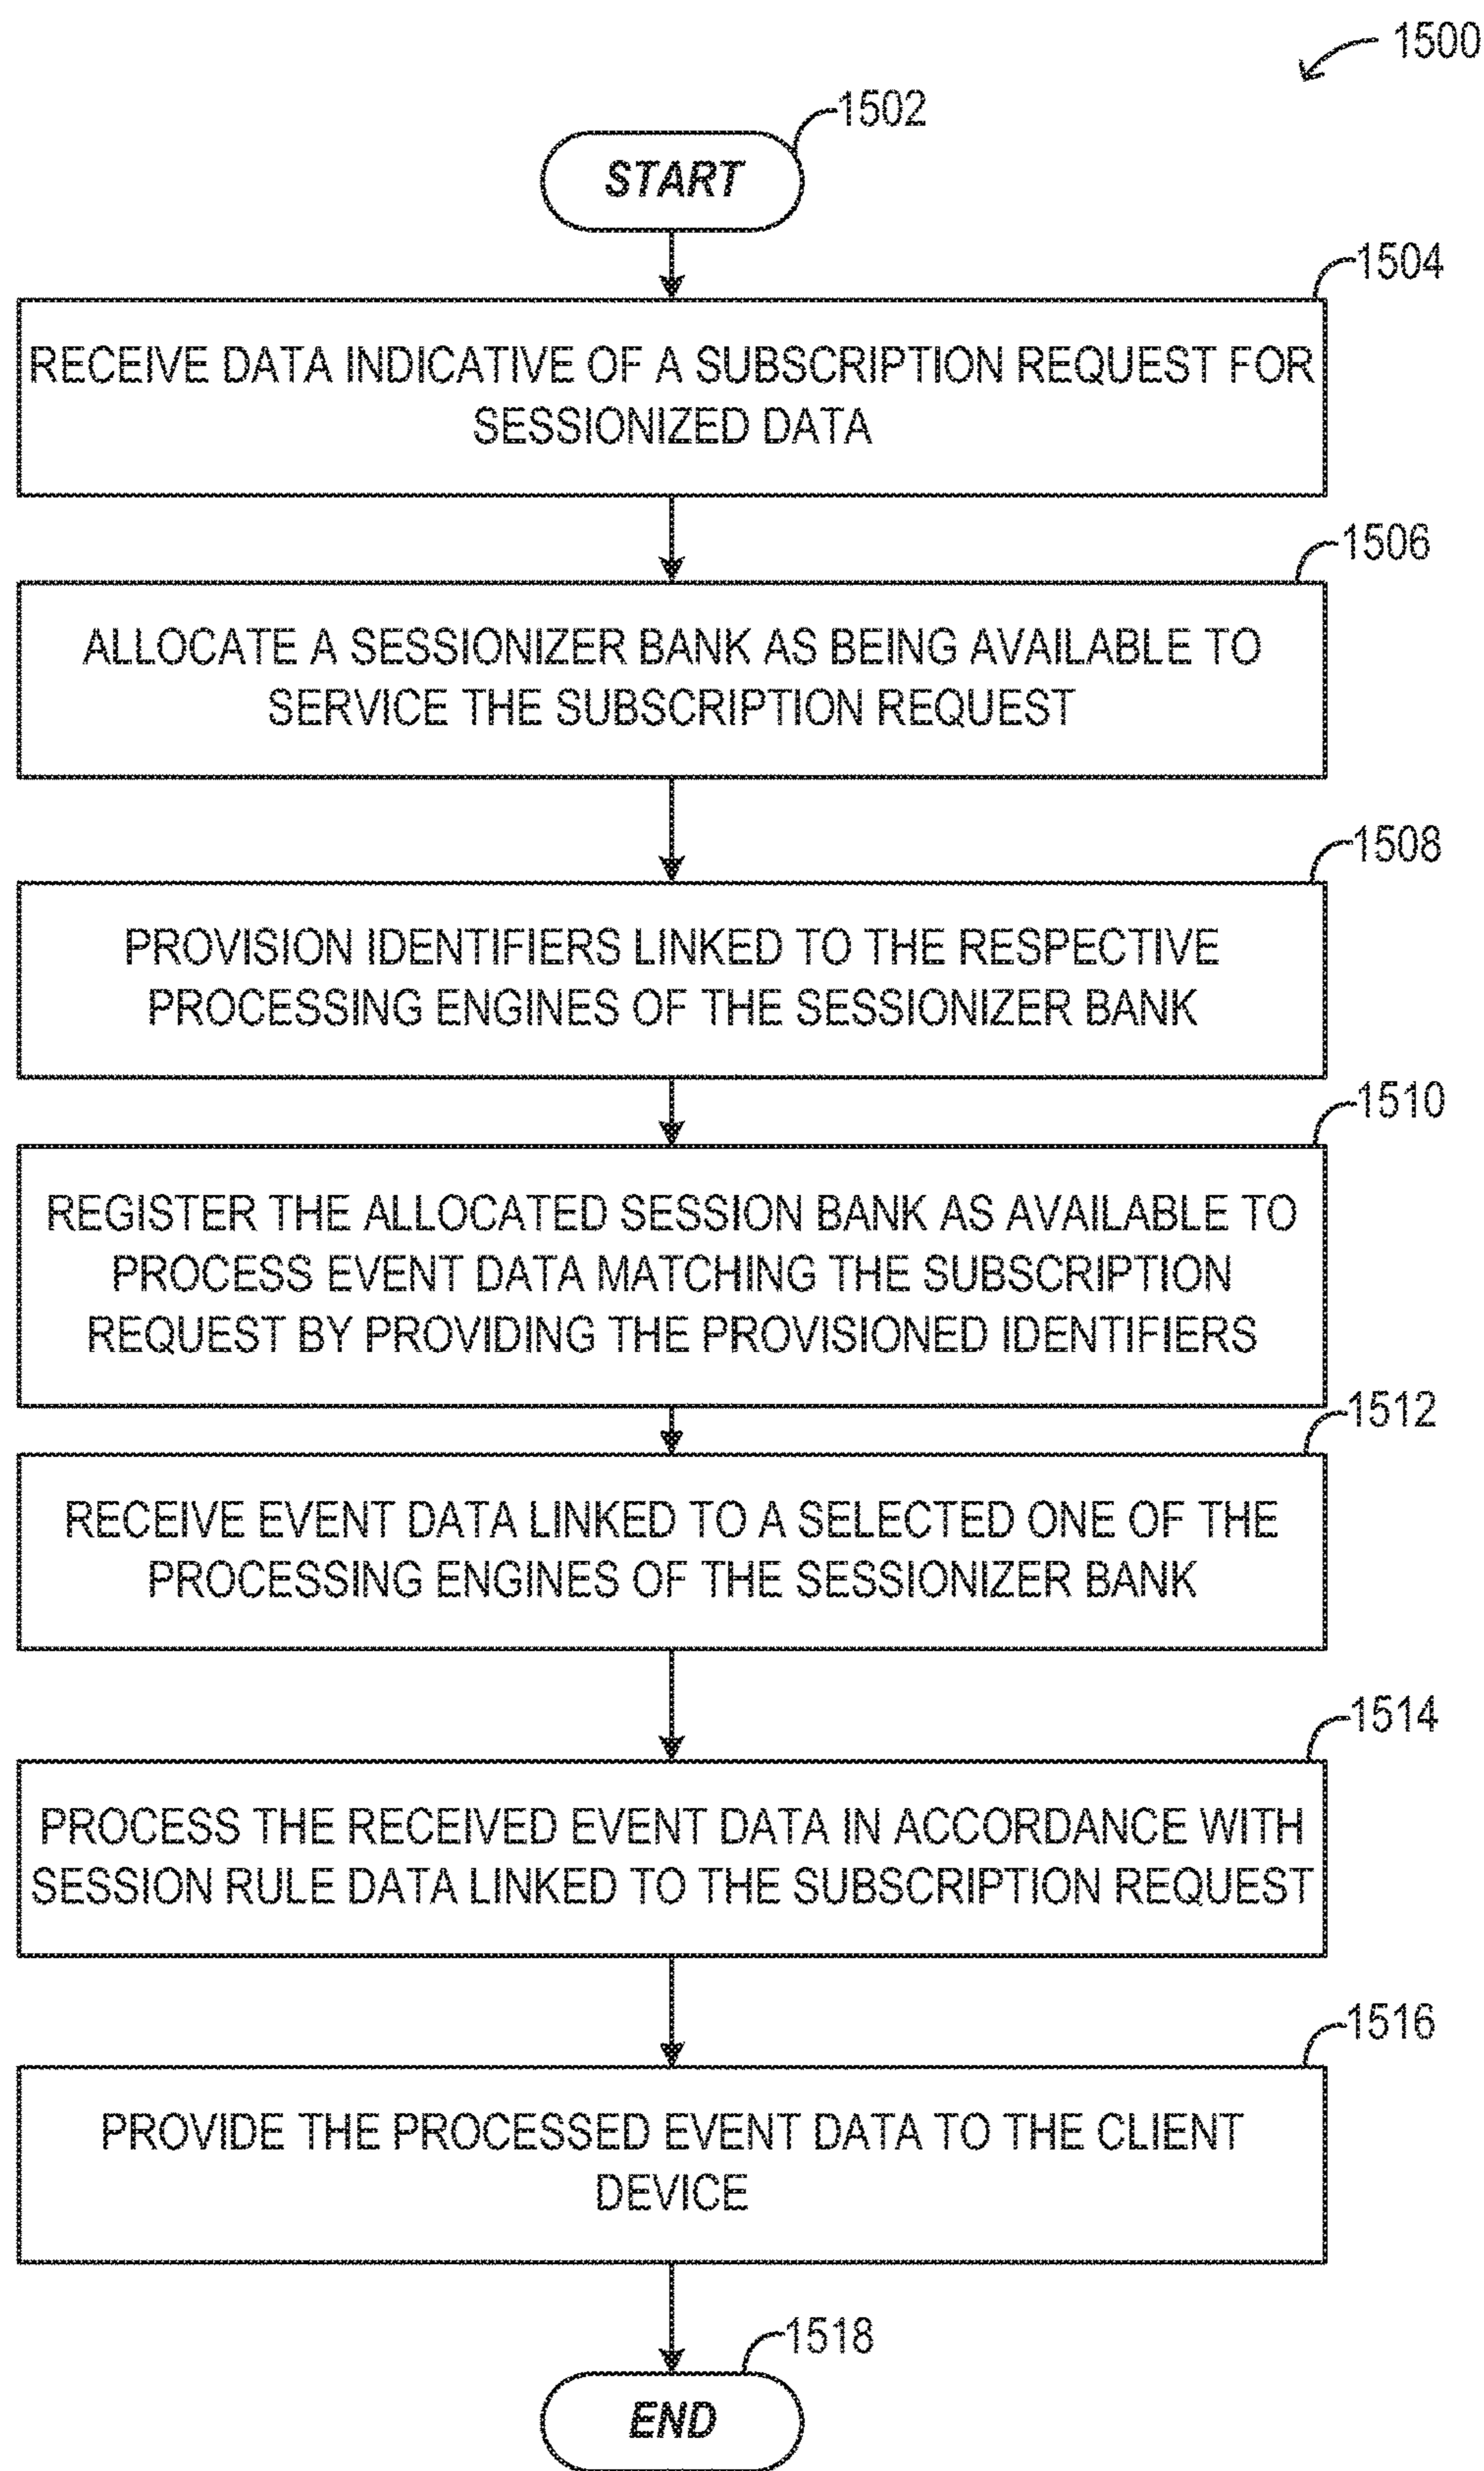 1500
1502
START
1504
RECEIVE DATA INDICATIVE OF A SUBSCRIPTION REQUEST FOR
SESSIONIZED DATA
1506
ALLOCATE A SESSIONIZER BANK AS BEING AVAILABLE TO
SERVICE THE SUBSCRIPTION REQUEST
1508
PROVISION IDENTIFIERS LINKED TO THE RESPECTIVE
PROCESSING ENGINES OF THE SESSIONIZER BANK
1510
REGISTER THE ALLOCATED SESSION BANK AS AVAILABLE TO
PROCESS EVENT DATA MATCHING THE SUBSCRIPTION
REQUEST BY PROVIDING THE PROVISIONED IDENTIFIERS
1512
RECEIVE EVENT DATA LINKED TO A SELECTED ONE OF THE
PROCESSING ENGINES OF THE SESSIONIZER BANK
1514
PROCESS THE RECEIVED EVENT DATA IN ACCORDANCE WITH
SESSION RULE DATA LINKED TO THE SUBSCRIPTION REQUEST
1516
PROVIDE THE PROCESSED EVENT DATA TO THE CLIENT
DEVICE
1518
END